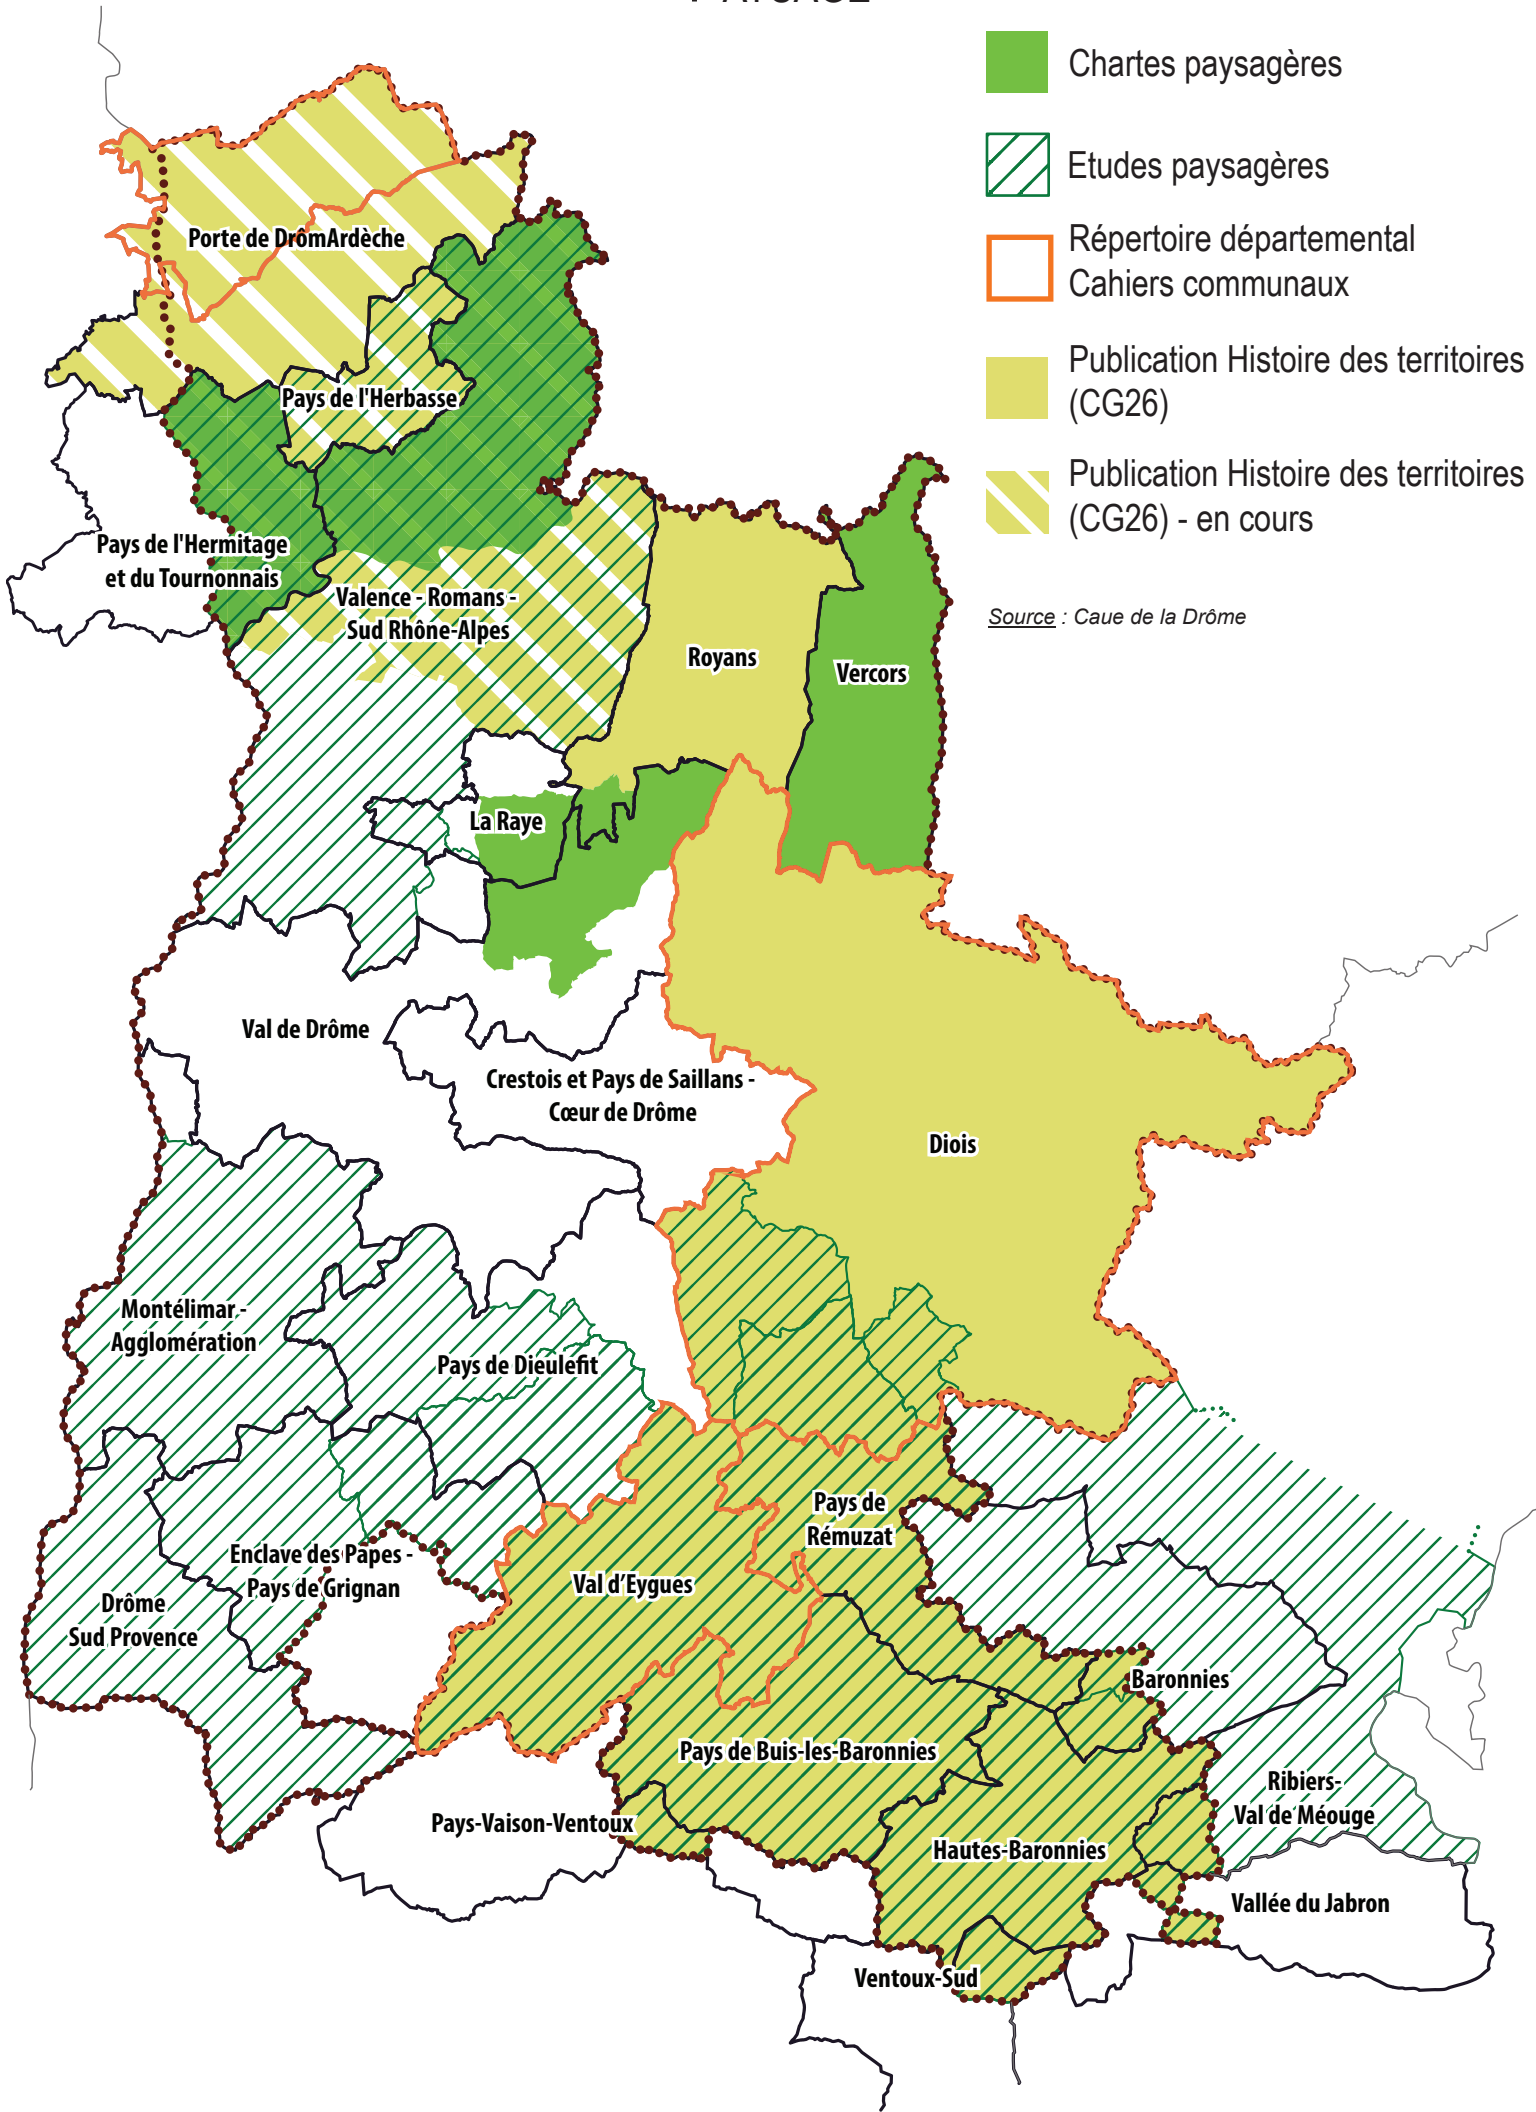 Chartes paysagères
Etudes paysagères
Répertoire départemental
Cahiers communaux
Publication Histoire des territoires
(CG26)
Publication Histoire des territoires
(CG26) - en cours
Source : Caue de la Drôme
Porte de DrômArdèche
Pays de l'Herbasse
Pays de l'Hermitage
et du Tournonnais
Valence - Romans -
Sud Rhône-Alpes
Royans
Vercors
La Raye
Val de Drôme
Crestois et Pays de Saillans -
Cœur de Drôme
Diois
Montélimar -
Agglomération
Pays de Dieulefit
Pays de
Rémuzat
Enclave des Papes -
Pays de Grignan
Val d'Eygues
Drôme
Sud Provence
Baronnies
Pays de Buis-les-Baronnies
Ribiers-
Val de Méouge
Pays-Vaison-Ventoux
Hautes-Baronnies
Vallée du Jabron
Ventoux-Sud